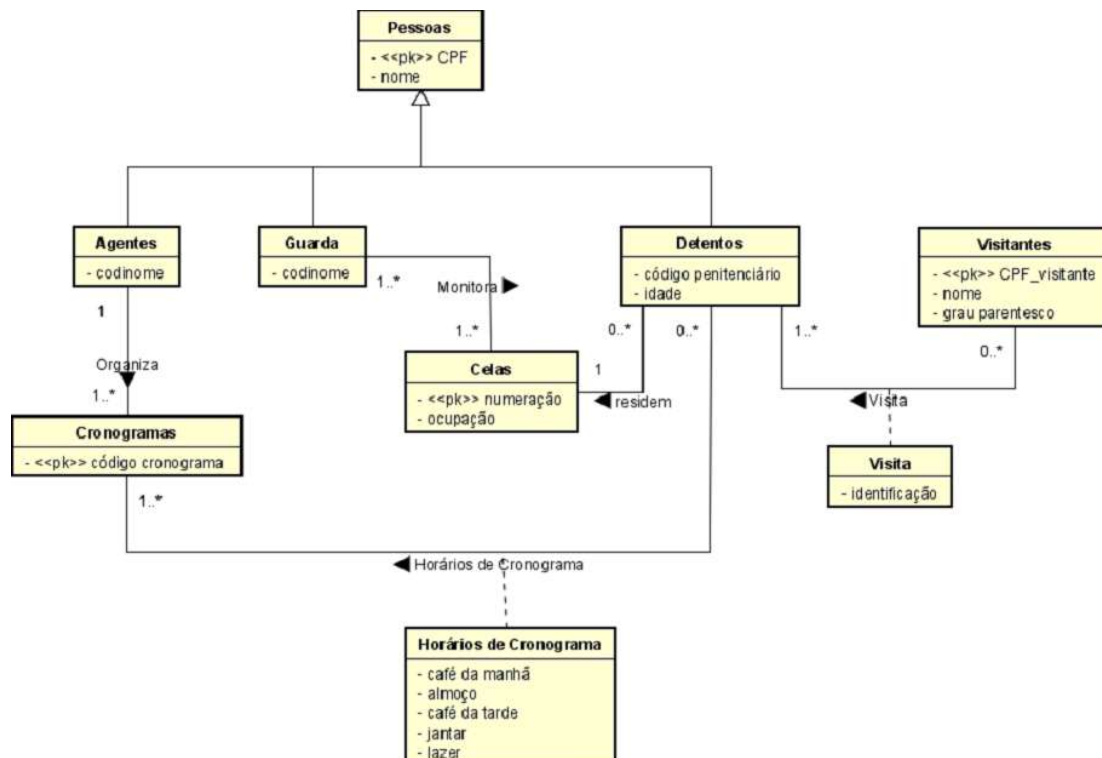 Pessoas
- <<pk>> CPF
- nome
Agentes
- codinome
Guarda
- codinome
Detentos
- código penitenciário
- idade
Visitantes
- <<pk>> CPF_visitante
- nome
- grau parentesco
1
Organiza
1..*
1..*
Monitora
1..*
0..*
0..*
1..*
0..*
Celas
- <<pk>> numeração
- ocupação
1
residem
Visita
Cronogramas
- <<pk>> código cronograma
1..*
Visita
- identificação
Horários de Cronograma
Horários de Cronograma
- café da manhã
- almoço
- café da tarde
- jantar
- lazer